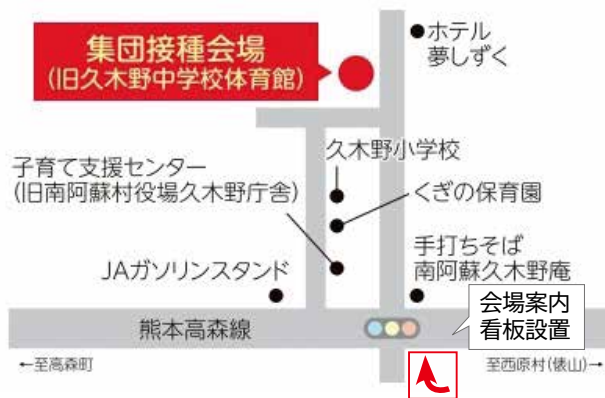 集団接種会場
(旧久木野中学校体育館)
ホテル
夢しずく
久木野小学校
子育て支援センター
(旧南阿蘇村役場久木野庁舎)
くぎの保育園
手打ちそば
南阿蘇久木野庵
JAガソリンスタンド
会場案内
看板設置
熊本高森線
←至高森町
至西原村(俵山)→